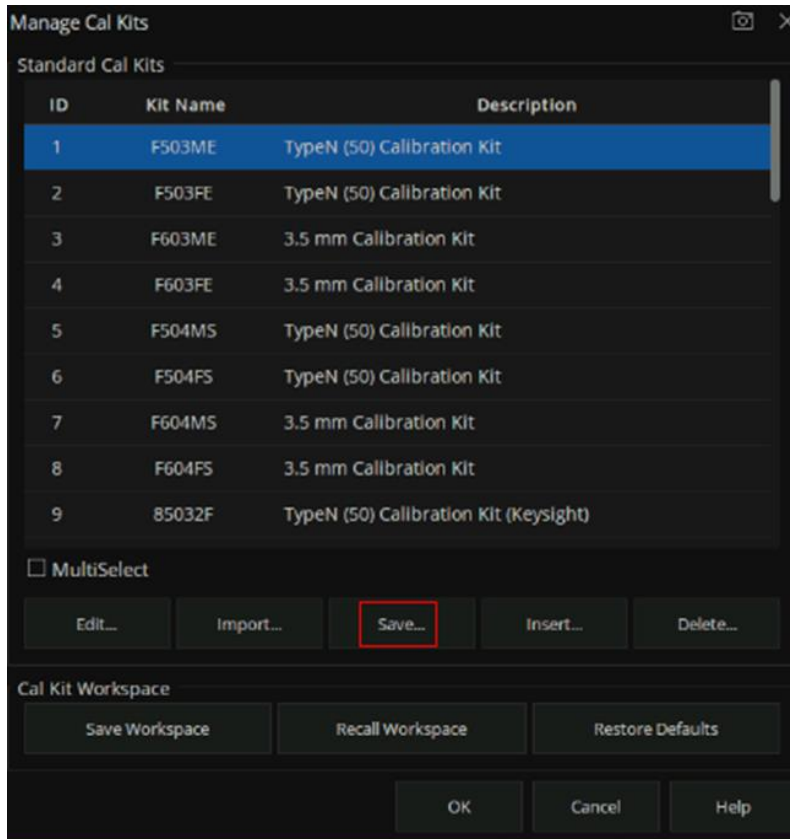 Manage Cal Kits
Standard Cal Kits
ID Kit Name Description
1 F503ME TypeN (50) Calibration Kit
2 F503FE TypeN (50) Calibration Kit
3 F603ME 3.5 mm Calibration Kit
4 F603FE 3.5 mm Calibration Kit
5 F504MS TypeN (50) Calibration Kit
6 F504FS TypeN (50) Calibration Kit
7 F604MS 3.5 mm Calibration Kit
8 F604FS 3.5 mm Calibration Kit
9 85032F TypeN (50) Calibration Kit (Keysight)
MultiSelect
Edit... Import... Save... Insert... Delete...
Cal Kit Workspace
Save Workspace Recall Workspace Restore Defaults
OK Cancel Help